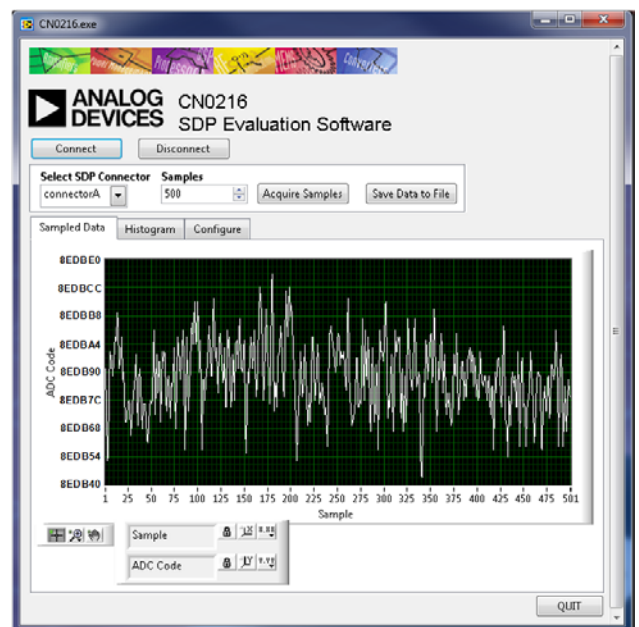 CN0216.exe
ANALOG
DEVICES
CN0216
SDP Evaluation Software
Connect Disconnect
Select SDP Connector Samples
connectorA 500 Acquire Samples Save Data to File
Sampled Data Histogram Configure
8EDBE0
8EDBCC
8EDBB8
8EDBA4
8EDB90
8EDB7C
8EDB68
8EDB54
8EDB40
ADC Code
1 25 50 75 100 125 150 175 200 225 250 275 300 325 350 375 400 425 450 475 501
Sample
Sample
ADC Code
QUIT